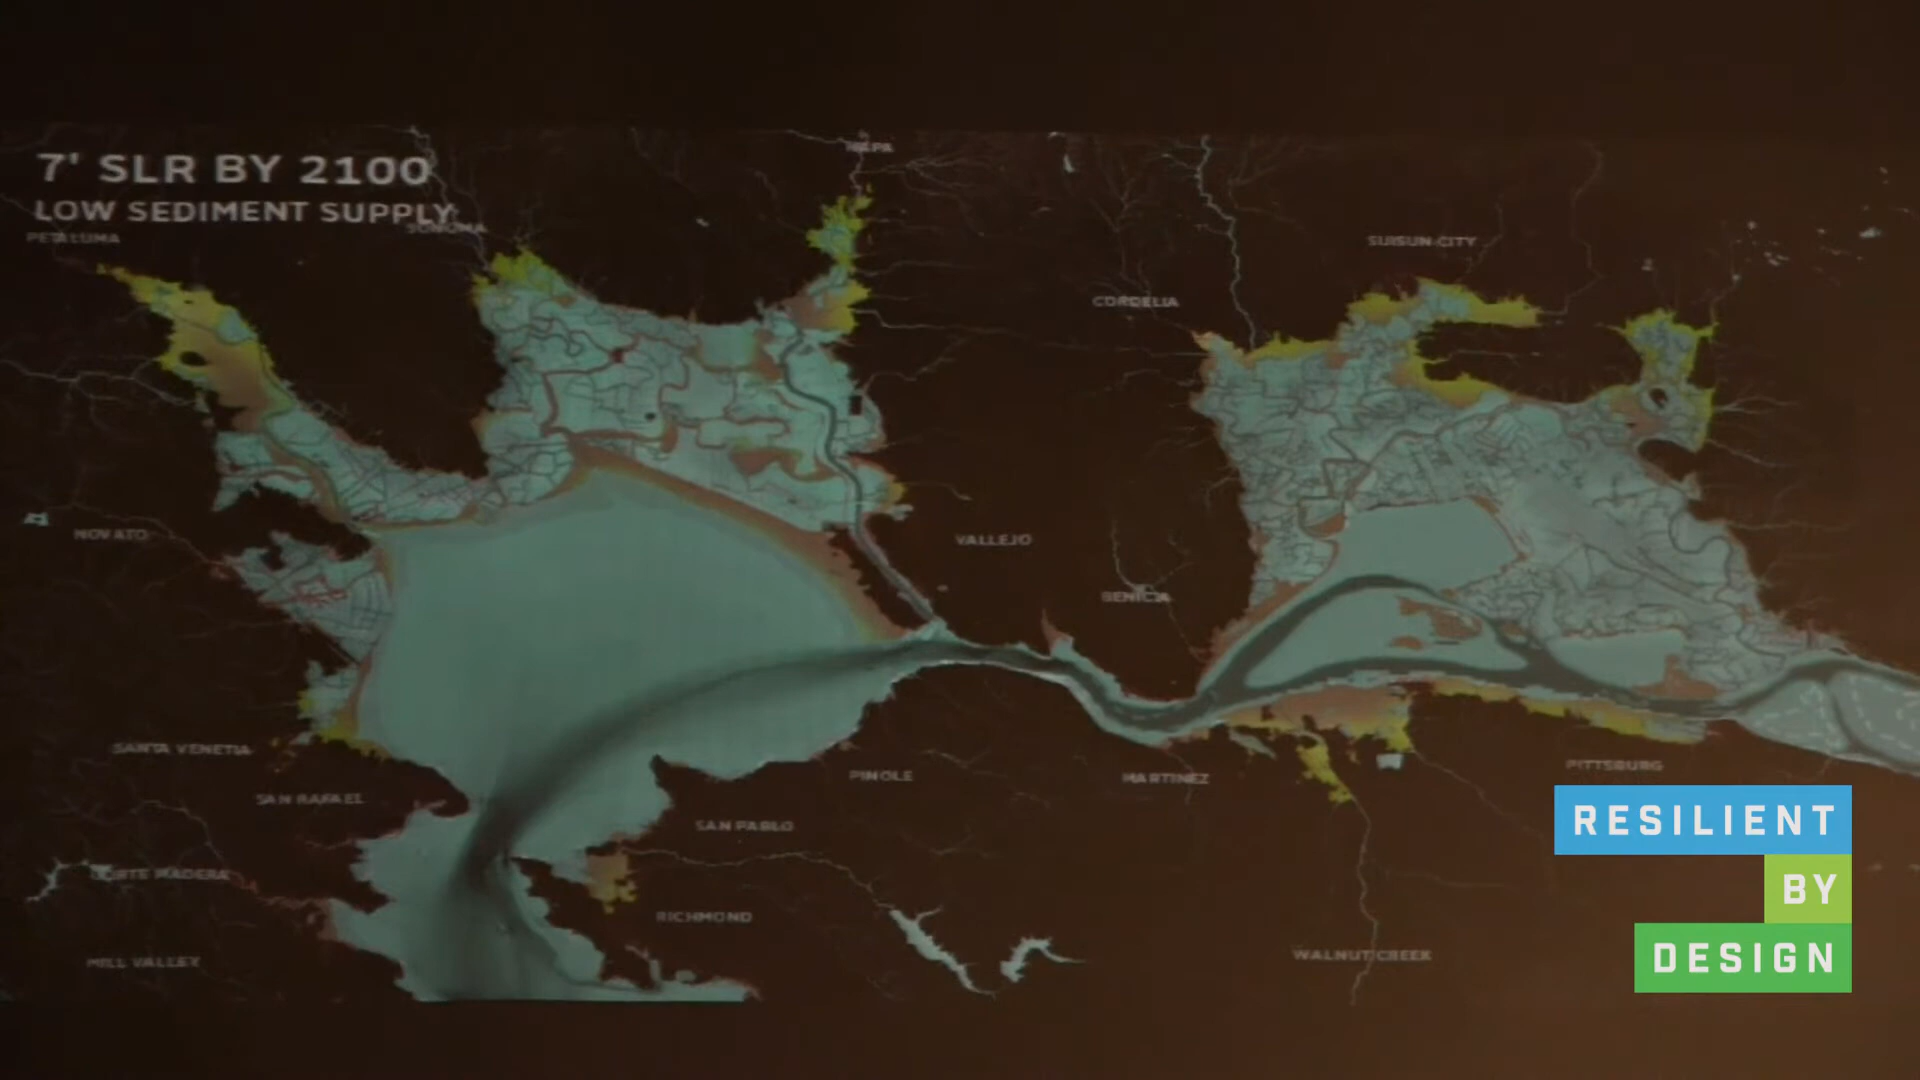 7' SLR BY 2100
LOW SEDIMENT SUPPLY
NAPA
SONOMA
PETALUMA
SUISUN CITY
CORDELIA
NOVATO
VALLEJO
BENICIA
SANTA VENETIA
SAN RAFAEL
PINOLE
MARTINEZ
PITTSBURG
SAN PABLO
CORTE MADERA
RICHMOND
WALNUT CREEK
MILL VALLEY
RESILIENT
BY
DESIGN